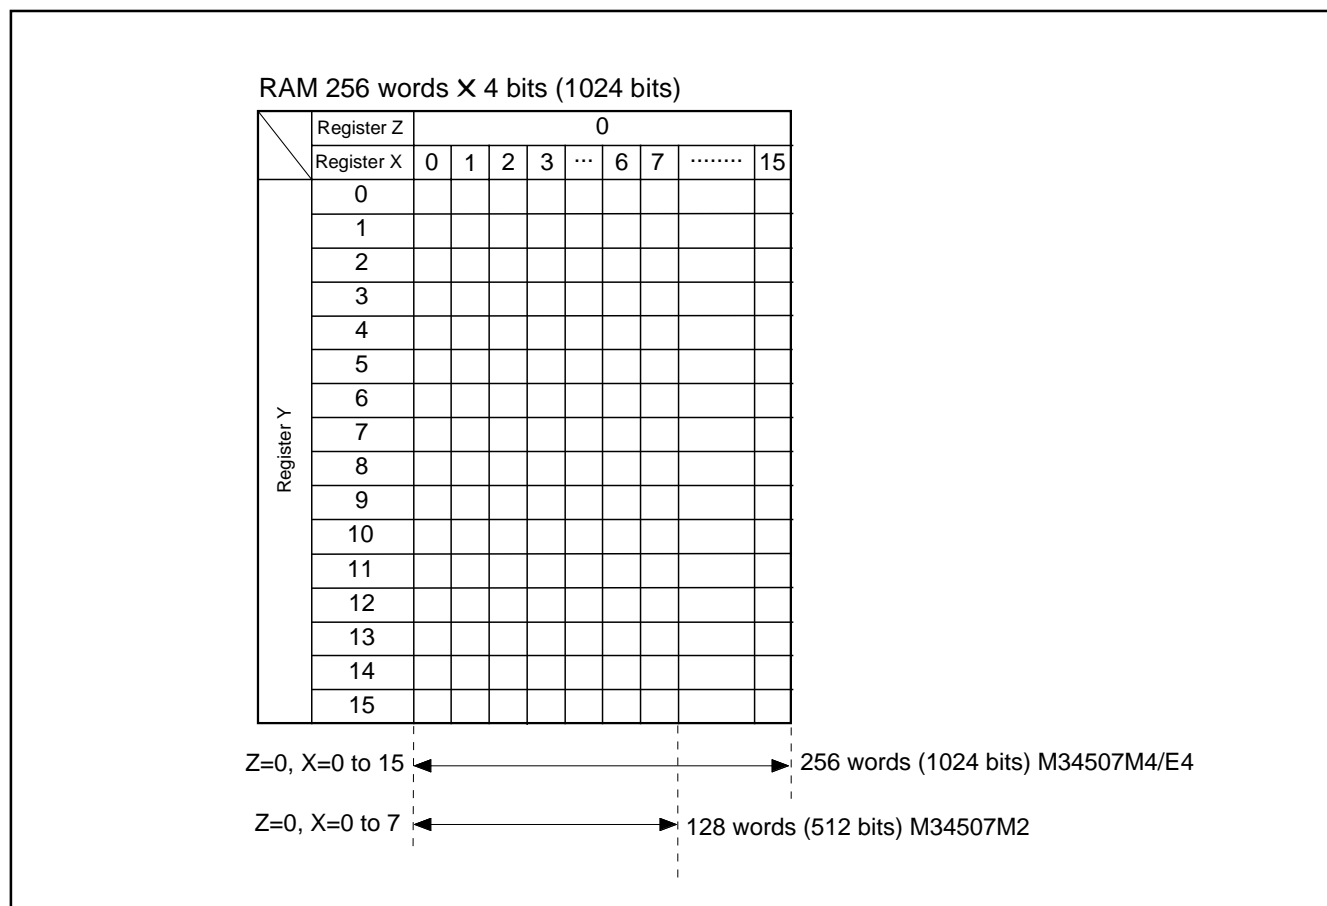 RAM 256 words X 4 bits (1024 bits)
Register Z 0
Register X 0 1 2 3 ... 6 7 ........ 15
Register Y
0
1
2
3
4
5
6
7
8
9
10
11
12
13
14
15
Z=0, X=0 to 15 256 words (1024 bits) M34507M4/E4
Z=0, X=0 to 7 128 words (512 bits) M34507M2